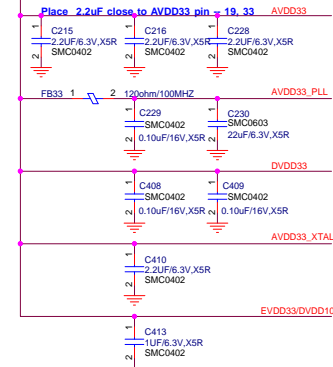 Place 2.2uF close to AVDD33 pin - 19, 33
AVDD33
C215 C216 C228
2.2UF/6.3V,X5R 2.2UF/6.3V,X5R 2.2UF/6.3V,X5R
SMC0402 SMC0402 SMC0402
1 1 1
2 2 2
FB33 1 2 120ohm/100MHZ AVDD33_PLL
C229 C230
SMC0402 SMC0603
0.10uF/16V,X5R 22uF/6.3V,X5R
1 1
2 2
DVDD33
C408 C409
SMC0402 SMC0402
0.10uF/16V,X5R 0.10uF/16V,X5R
1 1
2 2
AVDD33_XTAL
C410
2.2UF/6.3V,X5R
SMC0402
1
2
EVDD33/DVDD10
C413
1UF/6.3V,X5R
SMC0402
1
2